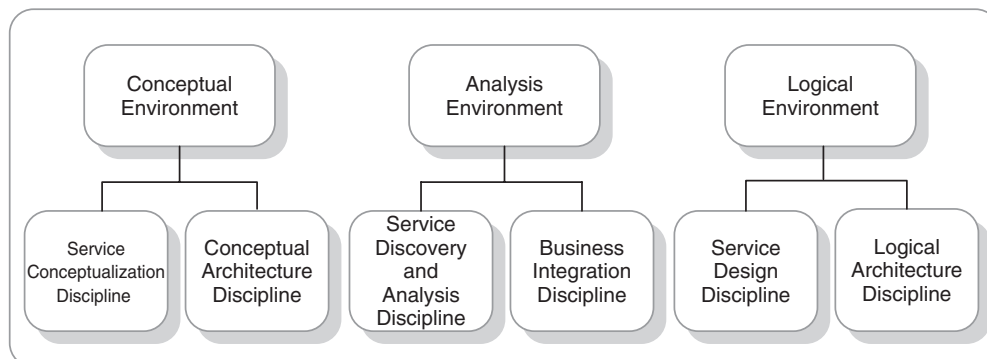 Conceptual
Environment
Analysis
Environment
Logical
Environment
Service
Conceptualization
Discipline
Conceptual
Architecture
Discipline
Service
Discovery
and
Analysis
Discipline
Business
Integration
Discipline
Service
Design
Discipline
Logical
Architecture
Discipline